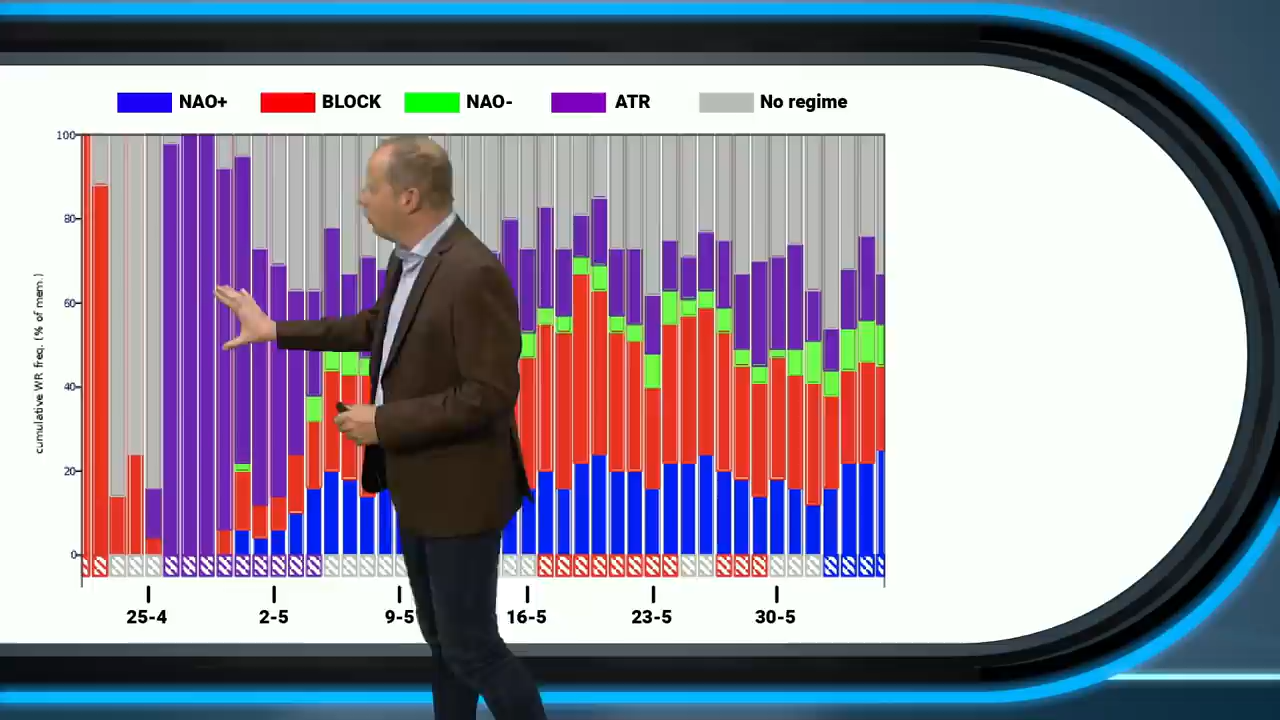 NAO+ BLOCK NAO- ATR No regime
cumulative WR freq. (% of mem.)
100
80
60
40
20
0
25-4 2-5 9-5 16-5 23-5 30-5